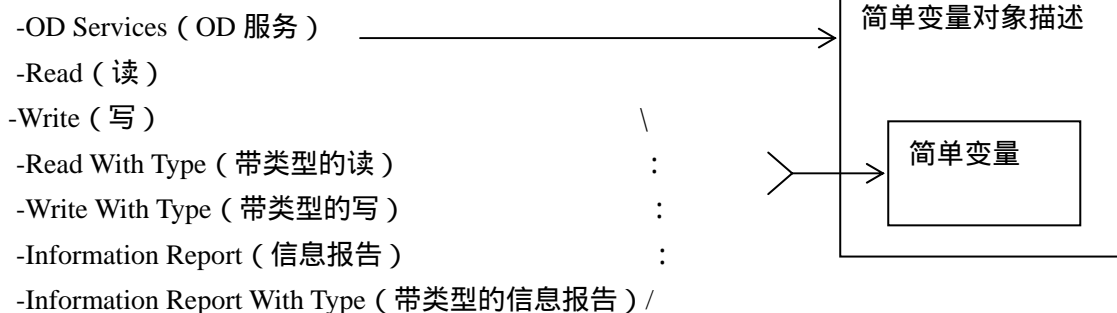 -OD Services（OD 服务）
简单变量对象描述
-Read（读）
-Write（写） \
-Read With Type（带类型的读） :
简单变量
-Write With Type（带类型的写） :
-Information Report（信息报告） :
-Information Report With Type（带类型的信息报告）/